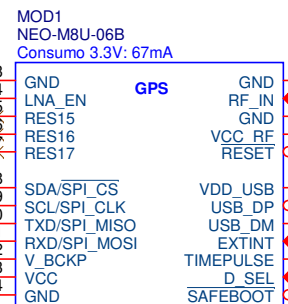 MOD1
NEO-M8U-06B
Consumo 3.3V: 67mA
GPS
GND GND
LNA_EN RF_IN
RES15 GND
RES16 VCC_RF
RES17 RESET
SDA/SPI_CS VDD_USB
SCL/SPI_CLK USB_DP
TXD/SPI_MISO USB_DM
RXD/SPI_MOSI EXTINT
V_BCKP TIMEPULSE
VCC D_SEL
GND SAFEBOOT